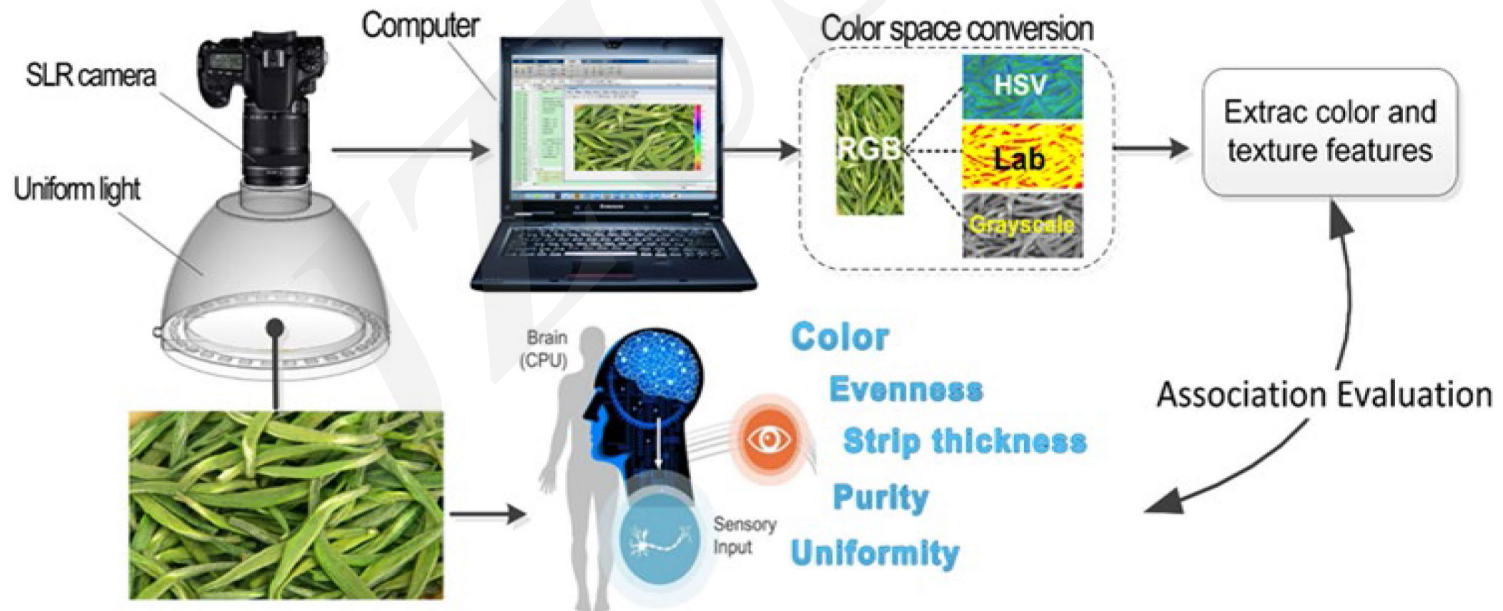 SLR camera
Uniform light
Computer
Color space conversion
RGB
HSV
Lab
Grayscale
Extrac color and
texture features
Brain
(CPU)
Sensory
Input
Color
Evenness
Strip thickness
Purity
Uniformity
Association Evaluation